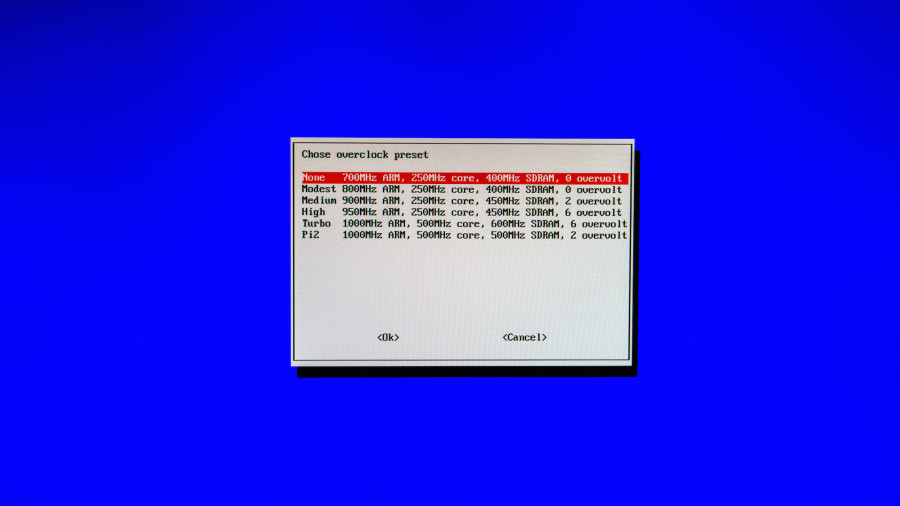 Chose overclock preset
None 700MHz ARM, 250MHz core, 400MHz SDRAM, 0 overvolt
Modest 800MHz ARM, 250MHz core, 400MHz SDRAM, 0 overvolt
Medium 900MHz ARM, 250MHz core, 450MHz SDRAM, 2 overvolt
High 950MHz ARM, 250MHz core, 450MHz SDRAM, 6 overvolt
Turbo 1000MHz ARM, 500MHz core, 600MHz SDRAM, 6 overvolt
Pi2 1000MHz ARM, 500MHz core, 500MHz SDRAM, 2 overvolt
<Ok> <Cancel>